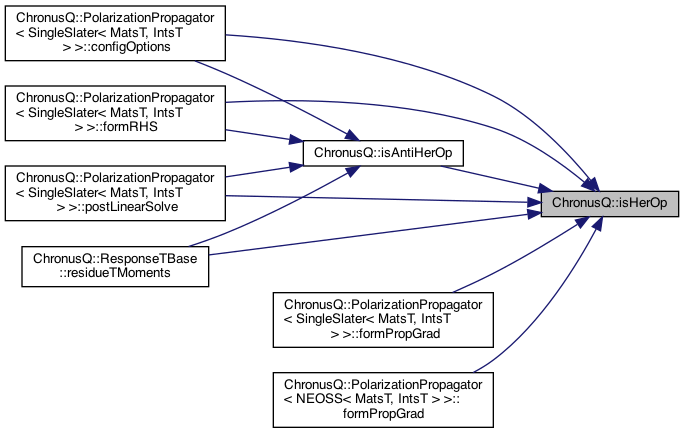 ChronusQ::PolarizationPropagator
< SingleSlater< MatsT, IntsT
> >::configOptions
ChronusQ::PolarizationPropagator
< SingleSlater< MatsT, IntsT
> >::formRHS
ChronusQ::isAntiHerOp
ChronusQ::PolarizationPropagator
< SingleSlater< MatsT, IntsT
> >::postLinearSolve
ChronusQ::isHerOp
ChronusQ::ResponseTBase
::residueTMoments
ChronusQ::PolarizationPropagator
< SingleSlater< MatsT, IntsT
> >::formPropGrad
ChronusQ::PolarizationPropagator
< NEOSS< MatsT, IntsT > >::
formPropGrad